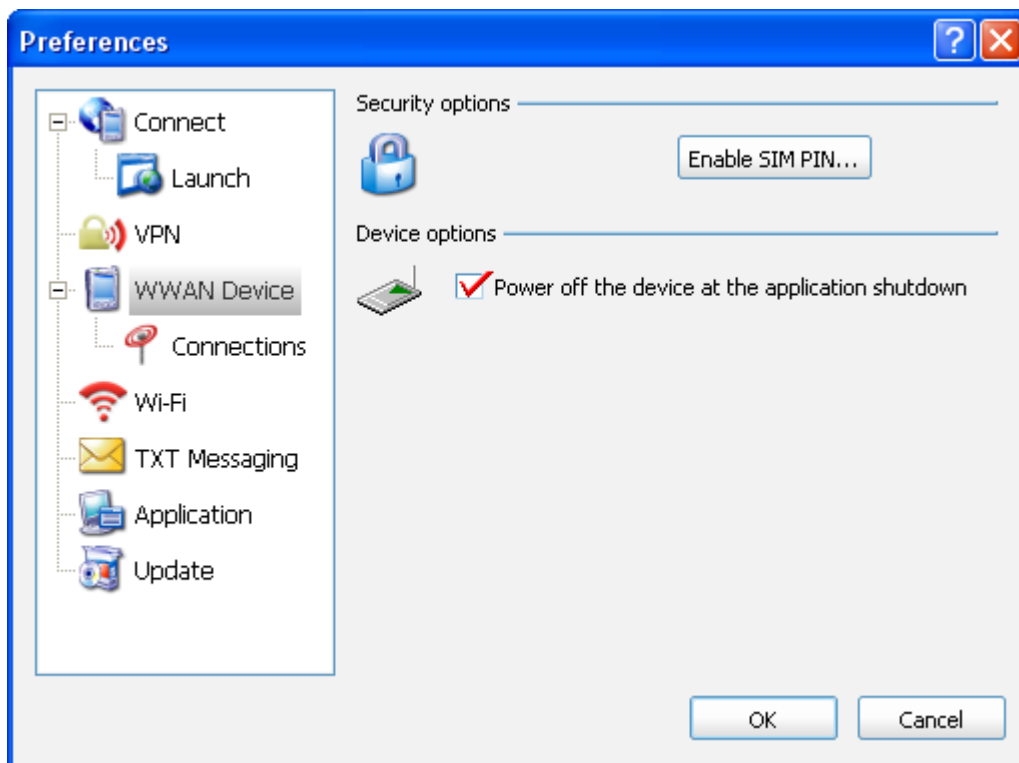 Preferences
Connect
Launch
VPN
WWAN Device
Connections
Wi-Fi
TXT Messaging
Application
Update
Security options
Enable SIM PIN...
Device options
Power off the device at the application shutdown
OK
Cancel